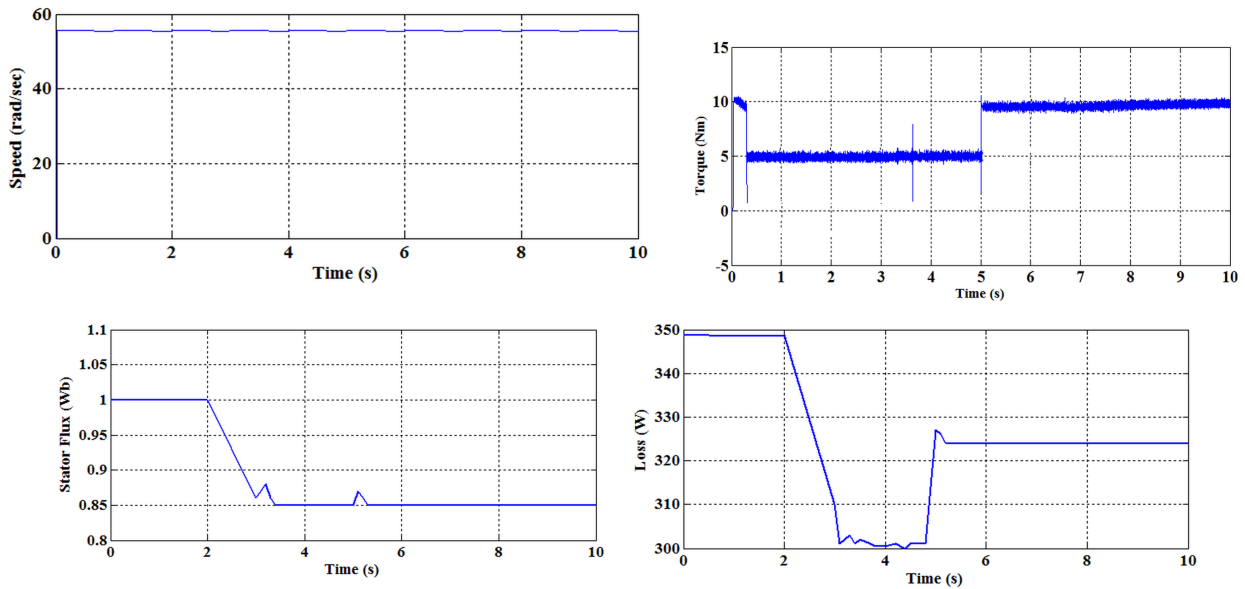 Speed (rad/sec)
60
40
20
0
0 2 4 6 8 10
Time (s)
Torque (Nm)
15
10
5
0
-5
0 1 2 3 4 5 6 7 8 9 10
Time (s)
Stator Flux (Wb)
1.1
1.05
1
0.95
0.9
0.85
0.8
0 2 4 6 8 10
Time (s)
Loss (W)
350
340
330
320
310
300
0 2 4 6 8 10
Time (s)